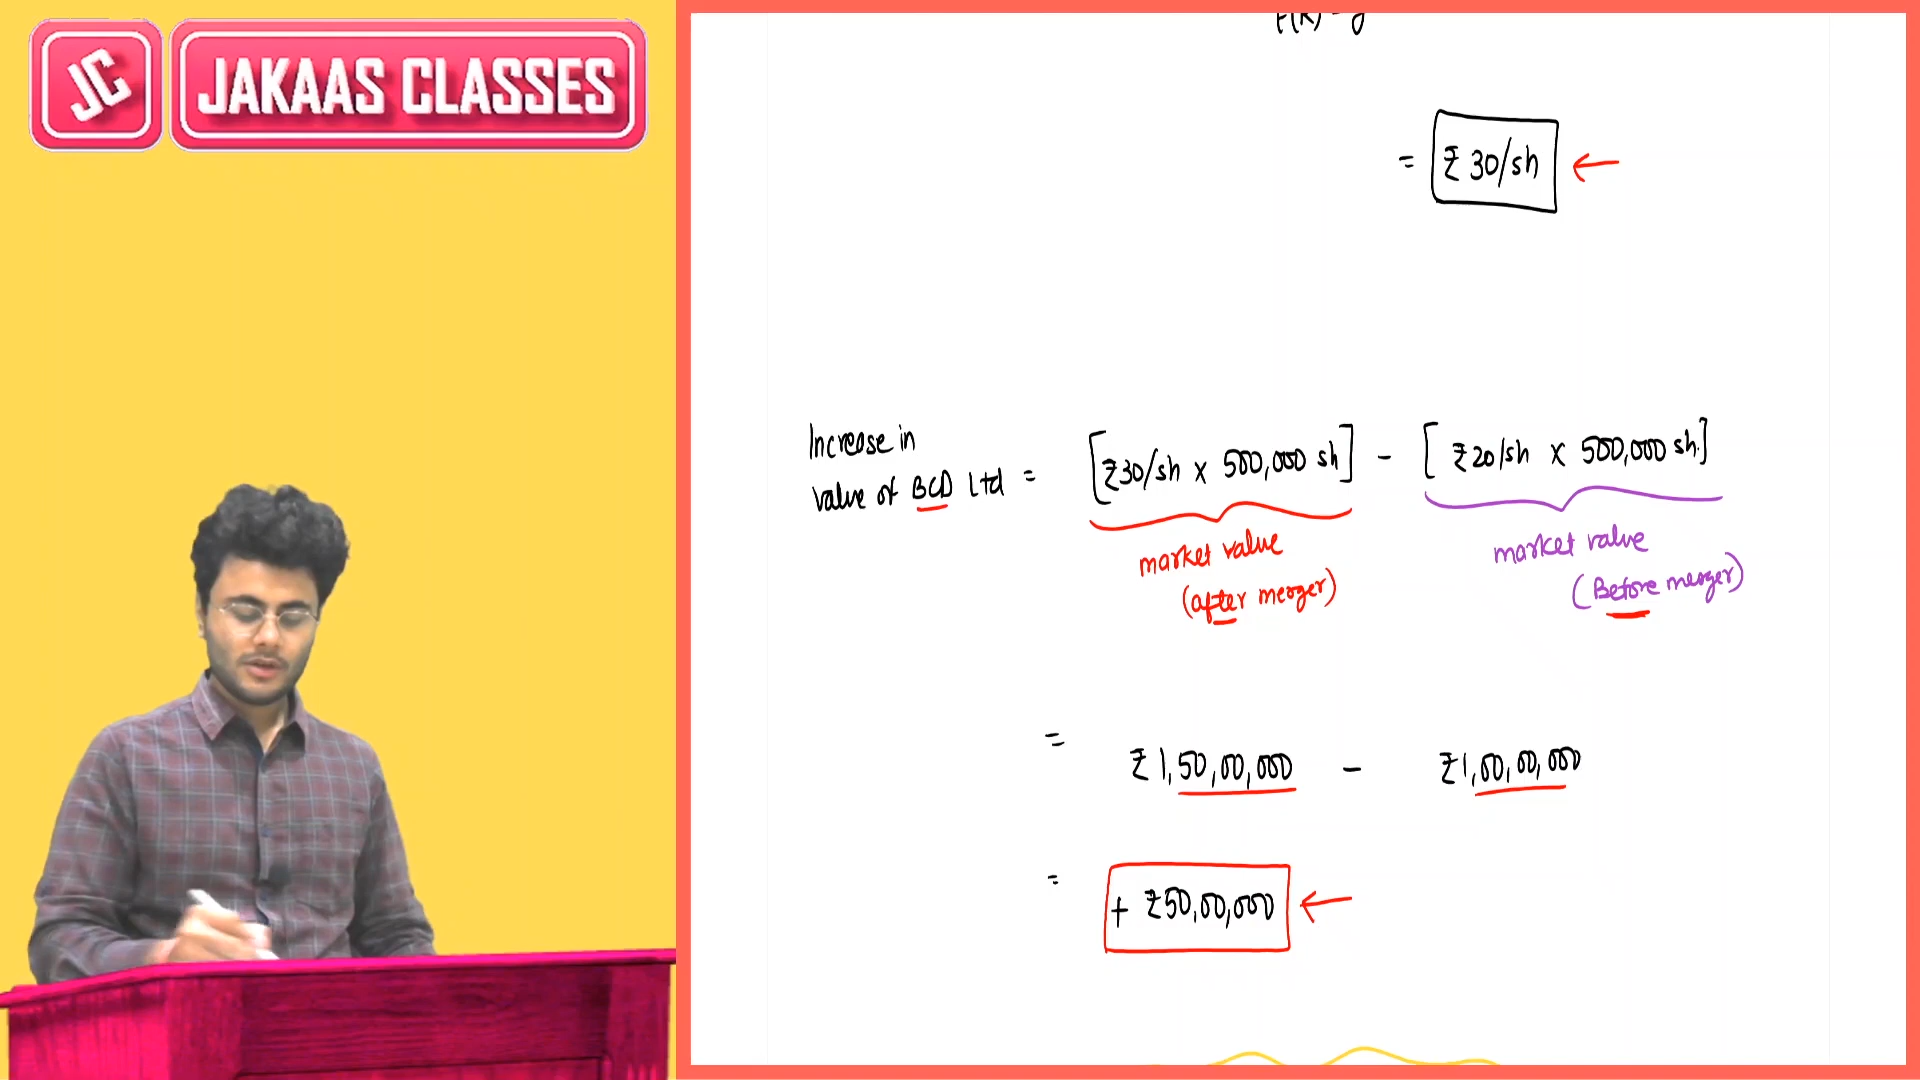 JC JAKAAS CLASSES
= ₹ 30/sh
Increase in
value of BCD Ltd = [₹30/sh x 500,000 sh] - [₹20/sh x 500,000 sh.]
market value market value
(after merger) (Before merger)
= ₹1,50,00,000 - ₹1,00,00,000
= + ₹50,00,000